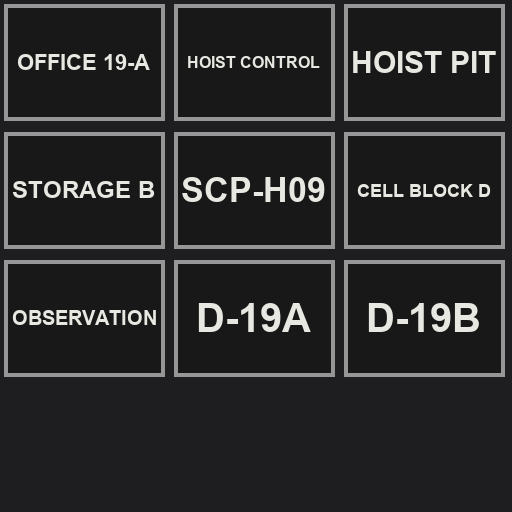 OFFICE 19-A
HOIST CONTROL
HOIST PIT
STORAGE B
SCP-H09
CELL BLOCK D
OBSERVATION
D-19A
D-19B